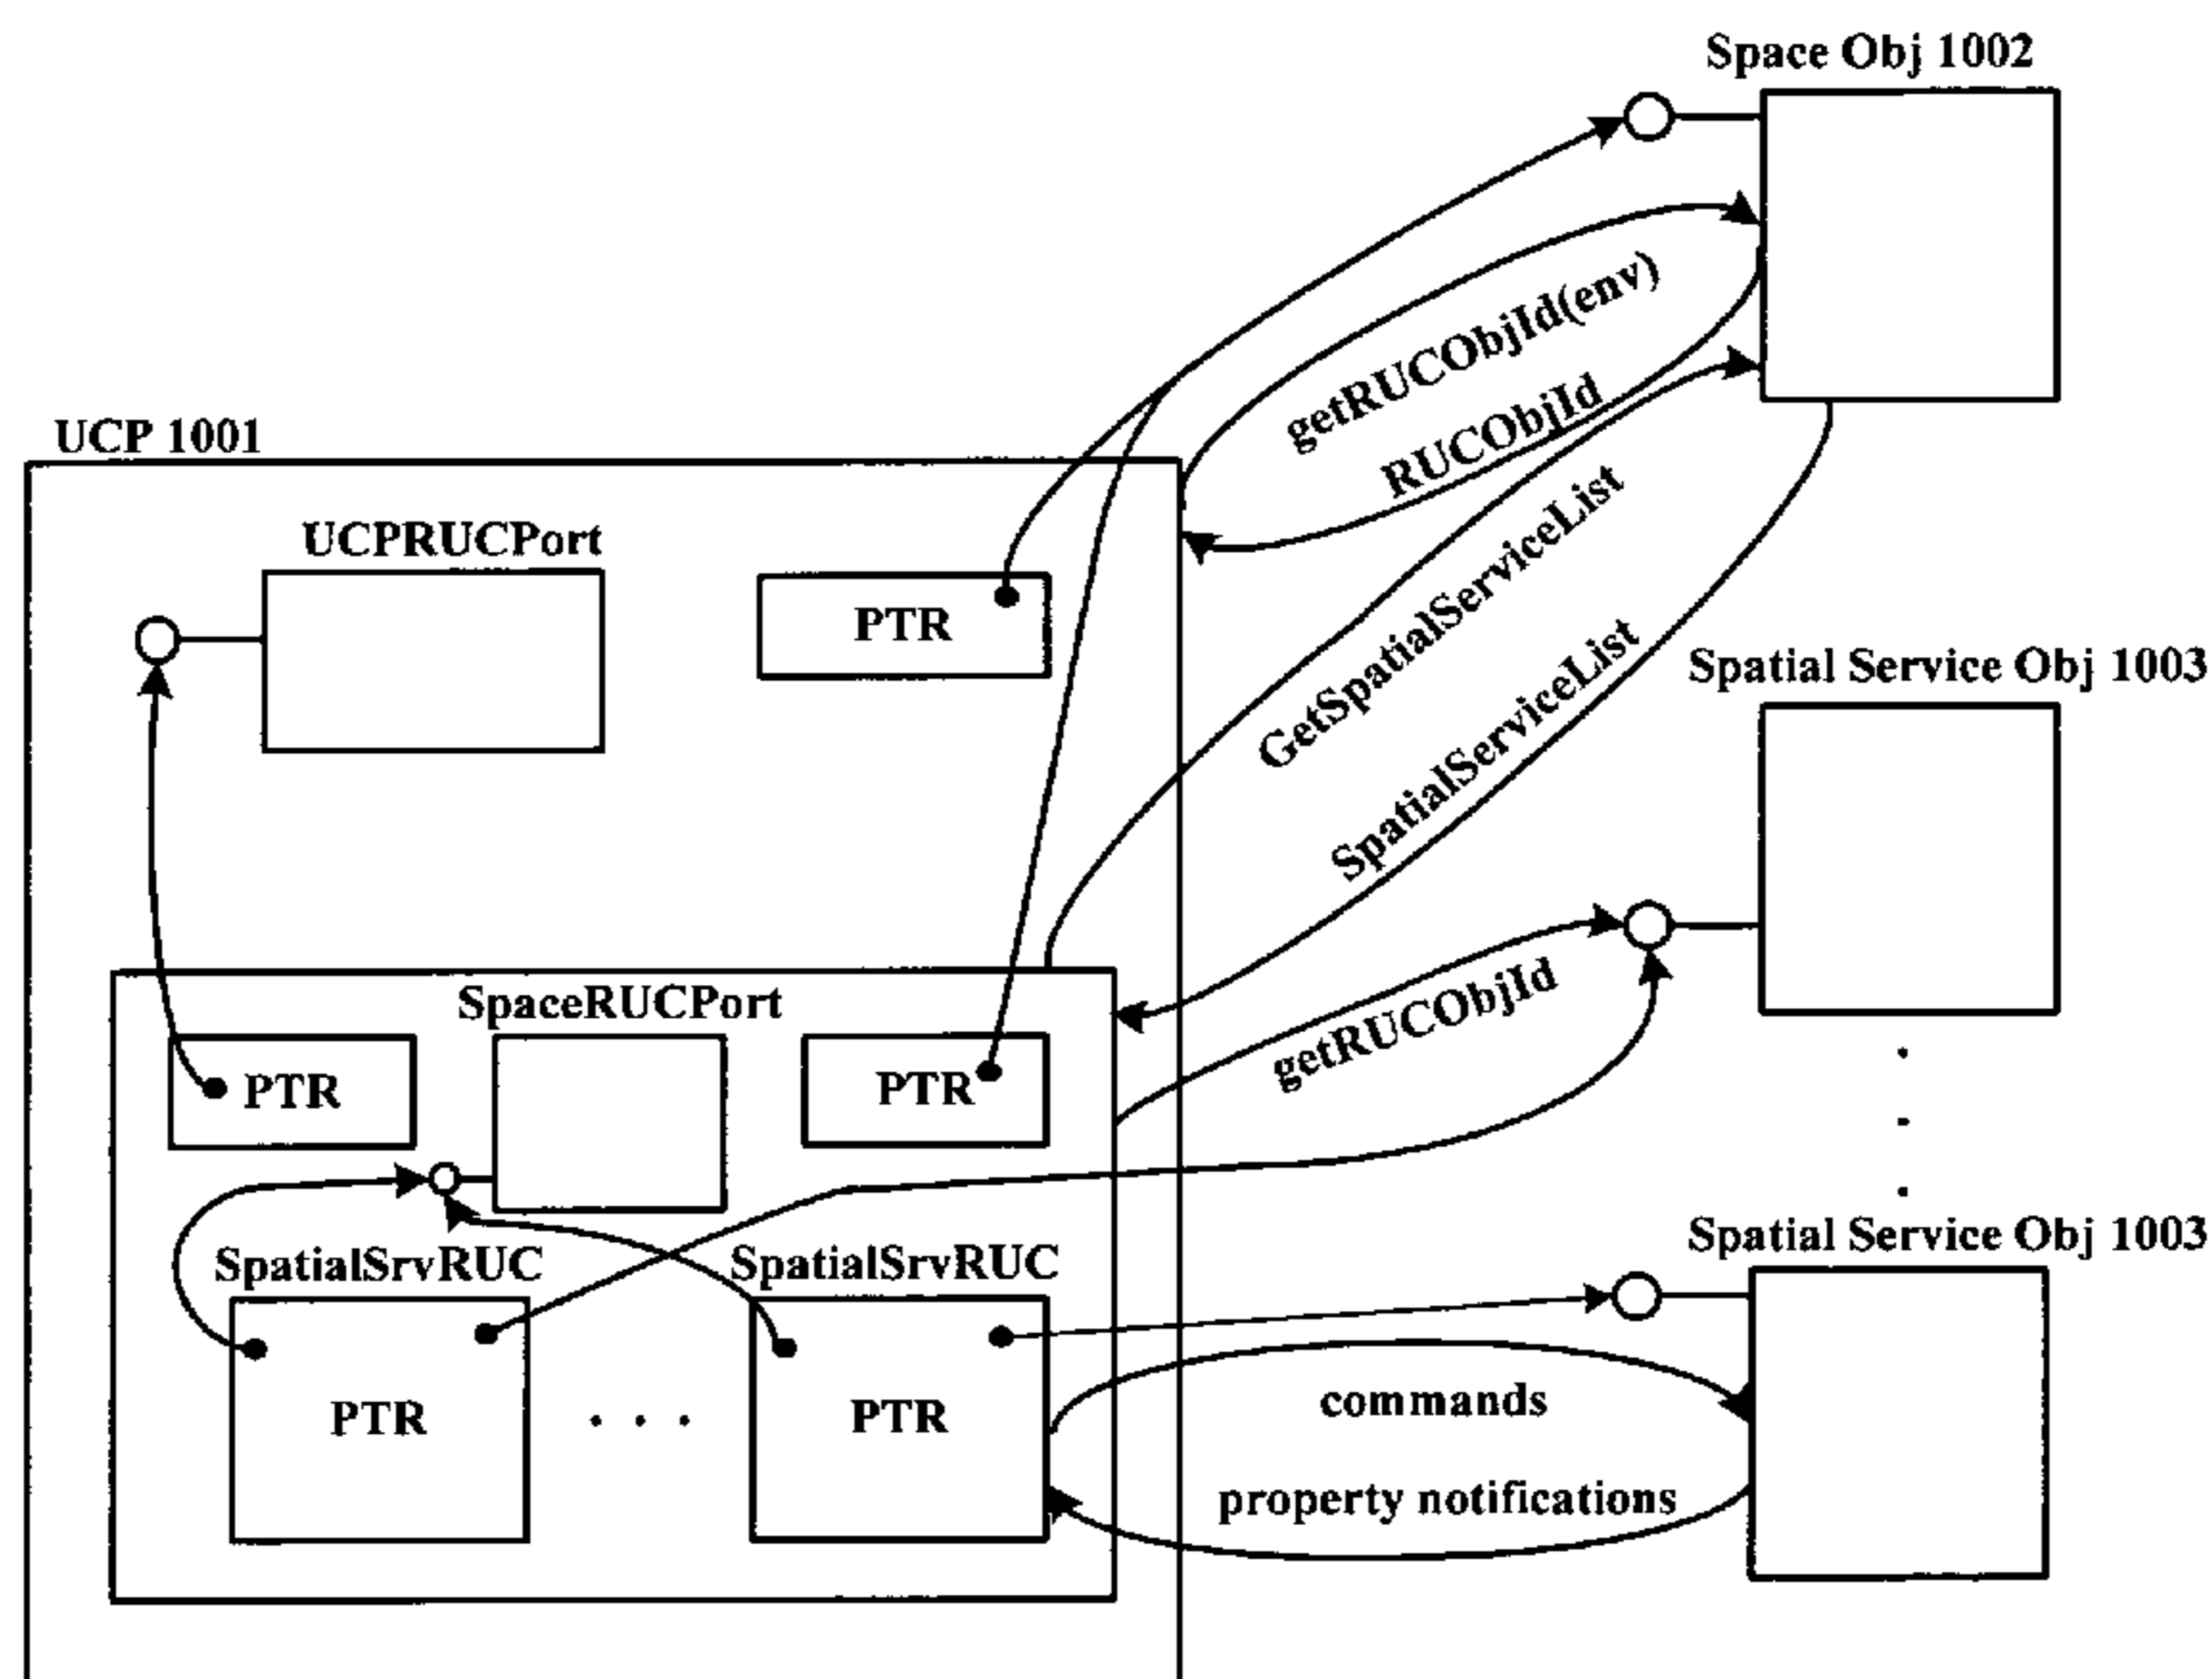 Space Obj 1002
getRUCObjId(env)
RUCObjId
UCP 1001
UCPRUCPort
PTR
GetSpatialServiceList
SpatialServiceList
Spatial Service Obj 1003
getRUCObjId
SpaceRUCPort
PTR
PTR
SpatialSrvRUC
SpatialSrvRUC
Spatial Service Obj 1003
PTR
. . .
PTR
commands
property notifications